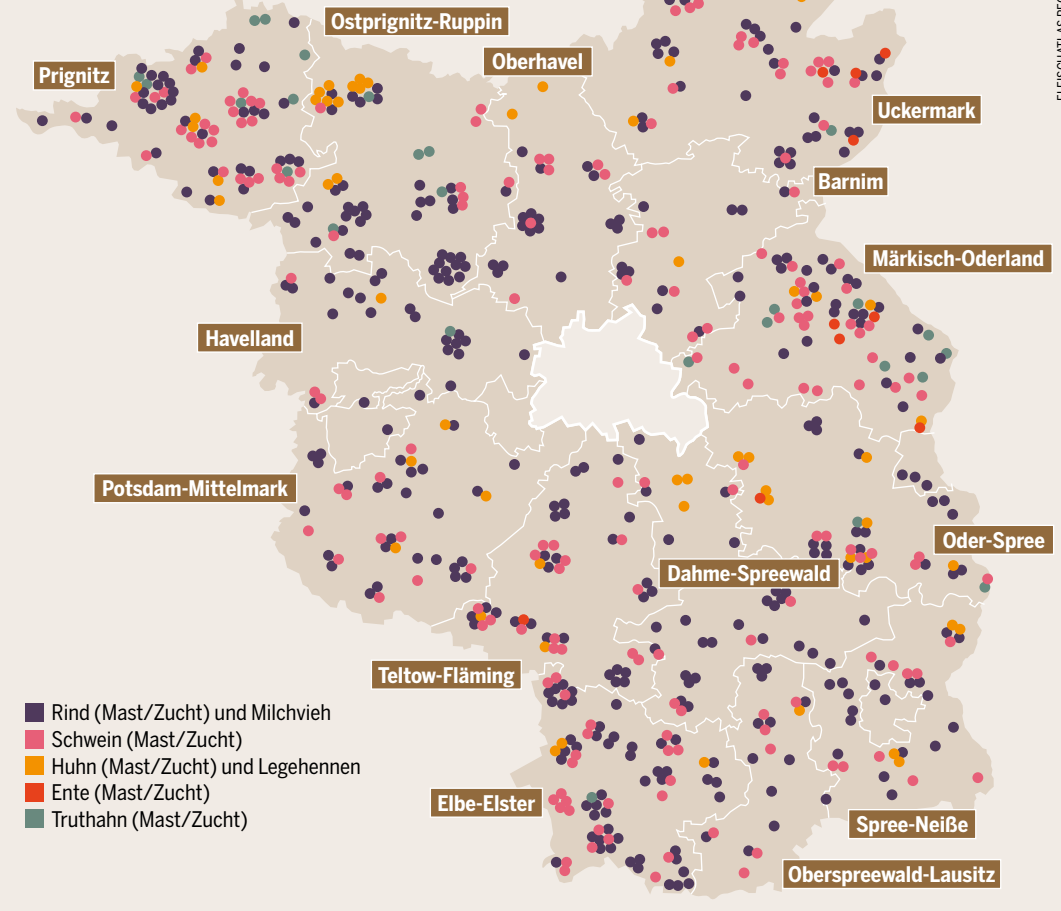 Ostprignitz-Ruppin
Oberhavel
Prignitz
Uckermark
Barnim
Märkisch-Oderland
Havelland
Potsdam-Mittelmark
Oder-Spree
Dahme-Spreewald
Teltow-Fläming
Rind (Mast/Zucht) und Milchvieh
Schwein (Mast/Zucht)
Huhn (Mast/Zucht) und Legehennen
Ente (Mast/Zucht)
Truthahn (Mast/Zucht)
Elbe-Elster
Spree-Neiße
Oberspreewald-Lausitz